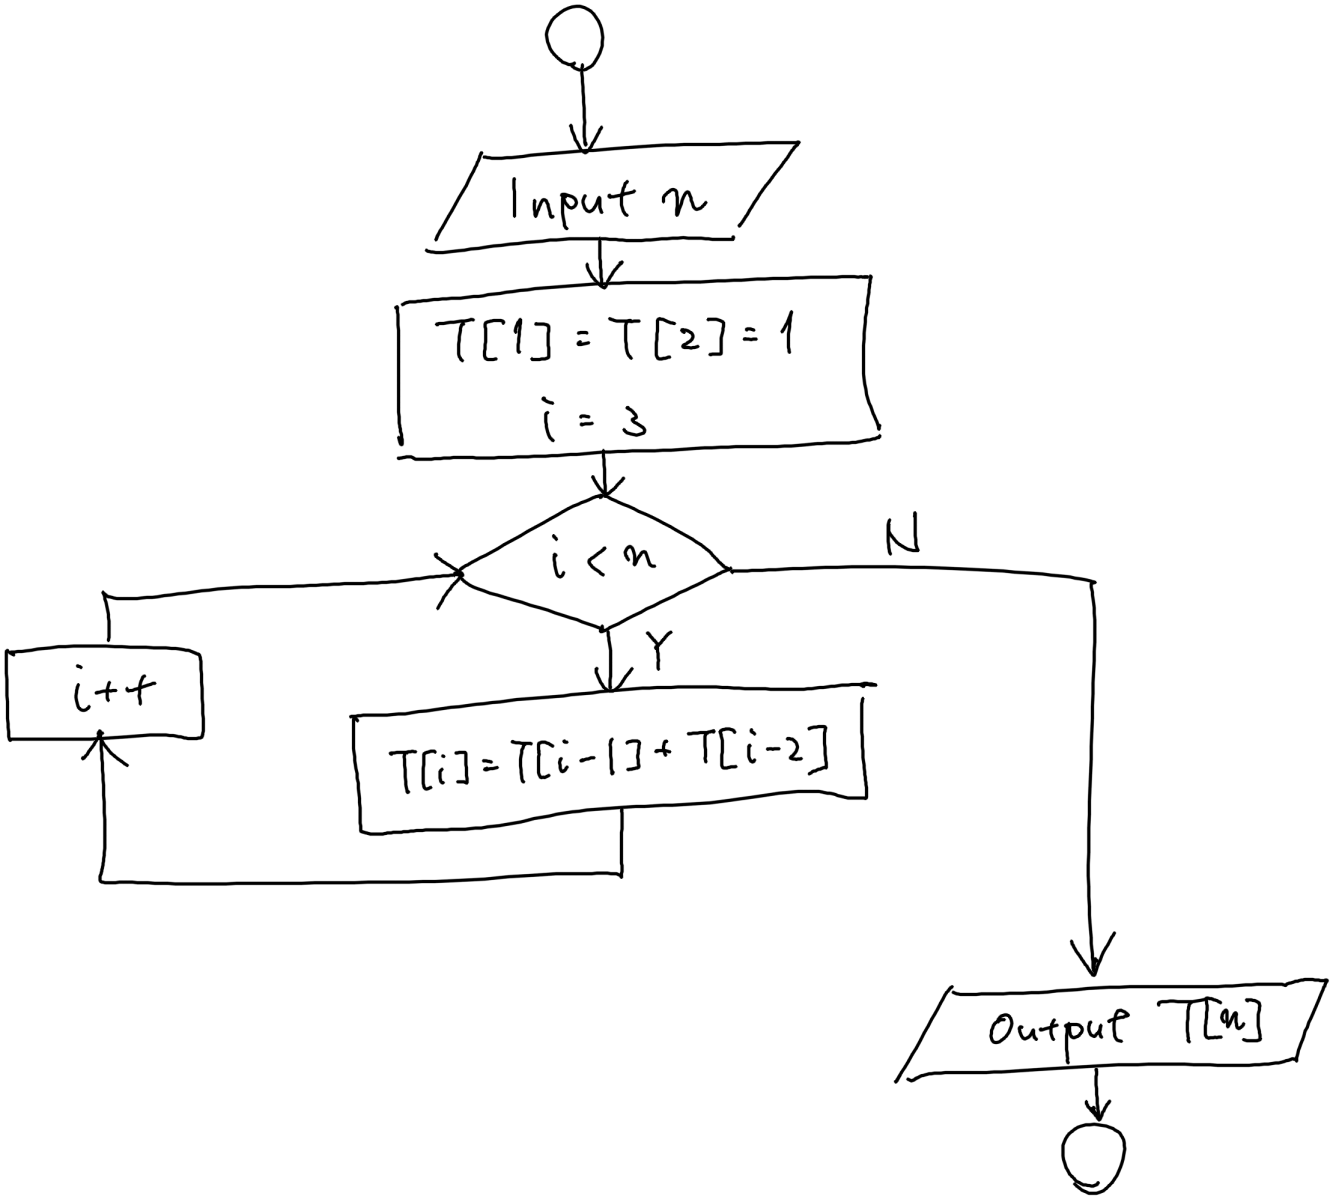 Input n
T[1] = T[2] = 1
i = 3
i < n
N
Y
i++
T[i] = T[i-1] + T[i-2]
Output T[n]